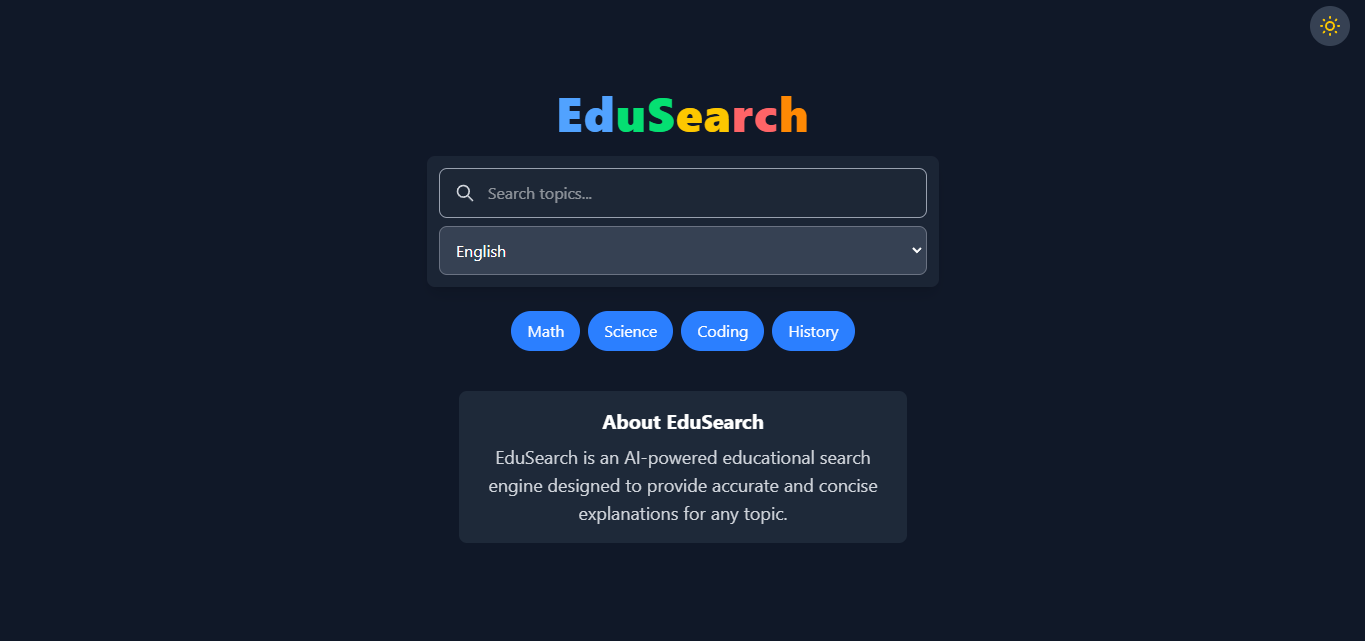 EduSearch
Search topics...
English
Math Science Coding History
About EduSearch
EduSearch is an AI-powered educational search
engine designed to provide accurate and concise
explanations for any topic.